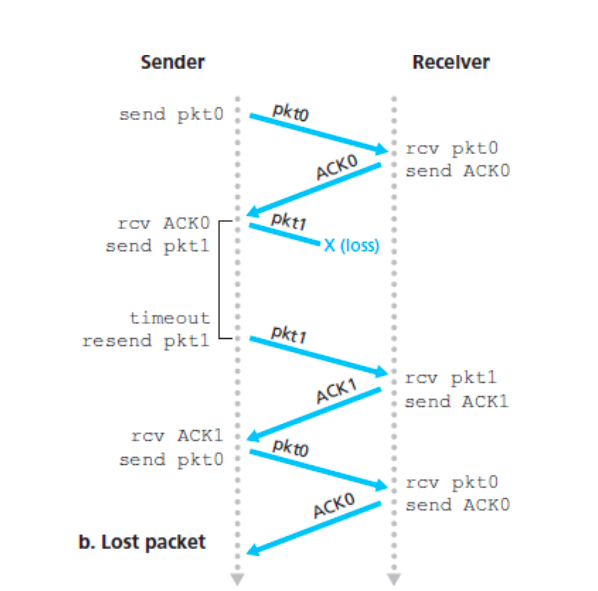 Sender
Receiver
send pkt0
pkt0
rcv pkt0
send ACK0
ACK0
rcv ACK0
send pkt1
pkt1
X (loss)
timeout
resend pkt1
pkt1
rcv pkt1
send ACK1
ACK1
rcv ACK1
send pkt0
pkt0
rcv pkt0
send ACK0
ACK0
b. Lost packet